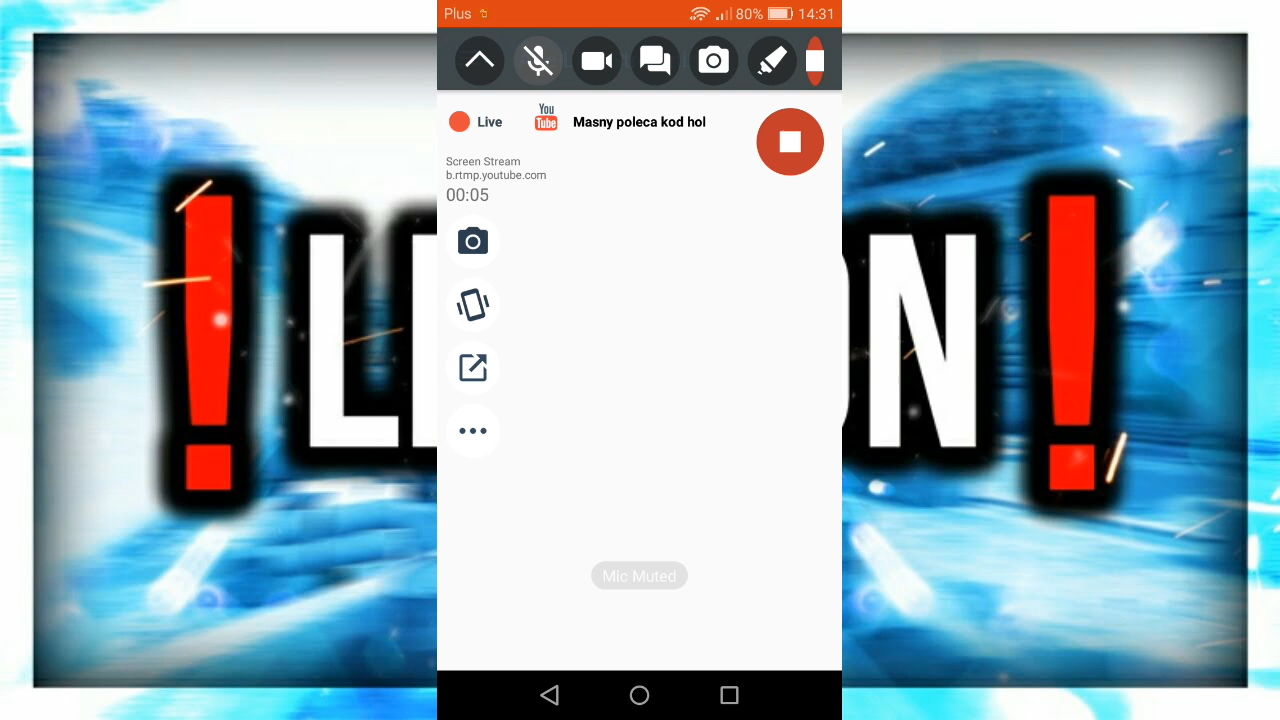 Plus 80% 14:31
Live You Tube Masny poleca kod hol
Screen Stream
b.rtmp.youtube.com
00:05
Mic Muted